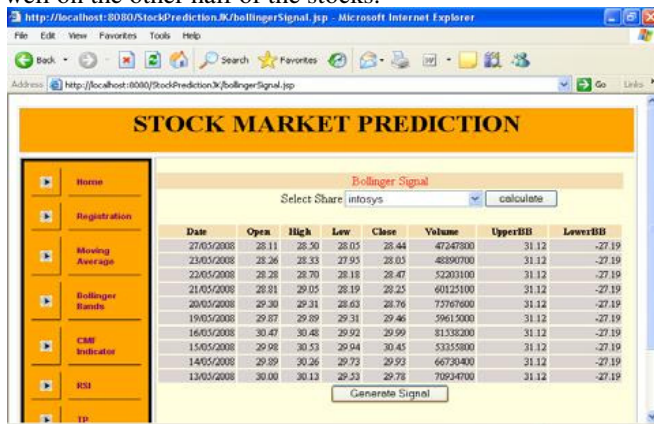 well on the other half of the stocks.
http://localhost:8080/StockPredictionJK/bollingerSignal.jsp - Microsoft Internet Explorer
File Edit View Favorites Tools Help
Back Search Favorites
Address http://localhost:8080/StockPredictionJK/bollingerSignal.jsp Go Links
STOCK MARKET PREDICTION
Home
Registration
Moving
Average
Bollinger
Bands
CMF
Indicator
RSI
TP
Bollinger Signal
Select Share infosys calculate
Date Open High Low Close Volume UpperBB LowerBB
27/05/2008 28.11 28.50 28.05 28.44 47247800 31.12 -27.19
23/05/2008 28.26 28.33 27.95 28.05 48890700 31.12 -27.19
22/05/2008 28.28 28.70 28.18 28.47 52203100 31.12 -27.19
21/05/2008 28.81 29.05 28.19 28.25 60125100 31.12 -27.19
20/05/2008 29.30 29.31 28.63 28.76 75767600 31.12 -27.19
19/05/2008 29.87 29.89 29.31 29.46 59615000 31.12 -27.19
16/05/2008 30.47 30.48 29.92 29.99 81538200 31.12 -27.19
15/05/2008 29.98 30.53 29.94 30.45 53355800 31.12 -27.19
14/05/2008 29.89 30.26 29.73 29.93 66730400 31.12 -27.19
13/05/2008 30.00 30.13 29.53 29.78 70934700 31.12 -27.19
Generate Signal